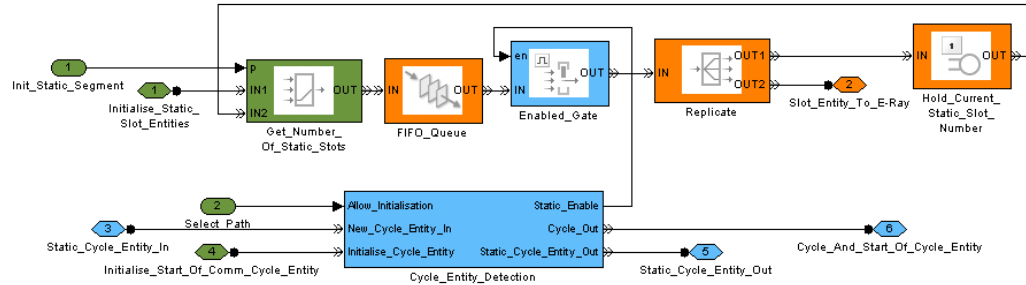 1
Init_Static_Segment
1
Initialise_Static_
Slot_Entities
P
IN1
IN2
OUT
Get_Number_
Of_Static_Stots
IN
OUT
FIFO_Queue
en
IN
OUT
Enabled_Gate
IN
OUT1
OUT2
Replicate
2
Slot_Entity_To_E-Ray
IN
1
OUT
Hold_Current_
Static_Slot_
Number
2
Select_Path
3
Static_Cycle_Entity_In
4
Initialise_Start_Of_Comm_Cycle_Entity
Allow_Initialisation
New_Cycle_Entity_In
Initialise_Cycle_Entity
Static_Enable
Cycle_Out
Static_Cycle_Entity_Out
Cycle_Entity_Detection
5
Static_Cycle_Entity_Out
6
Cycle_And_Start_Of_Cycle_Entity